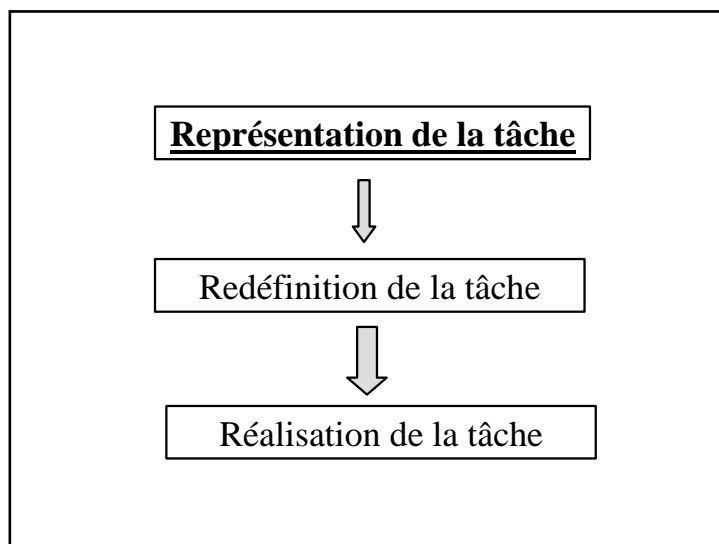 Représentation de la tâche
Redéfinition de la tâche
Réalisation de la tâche